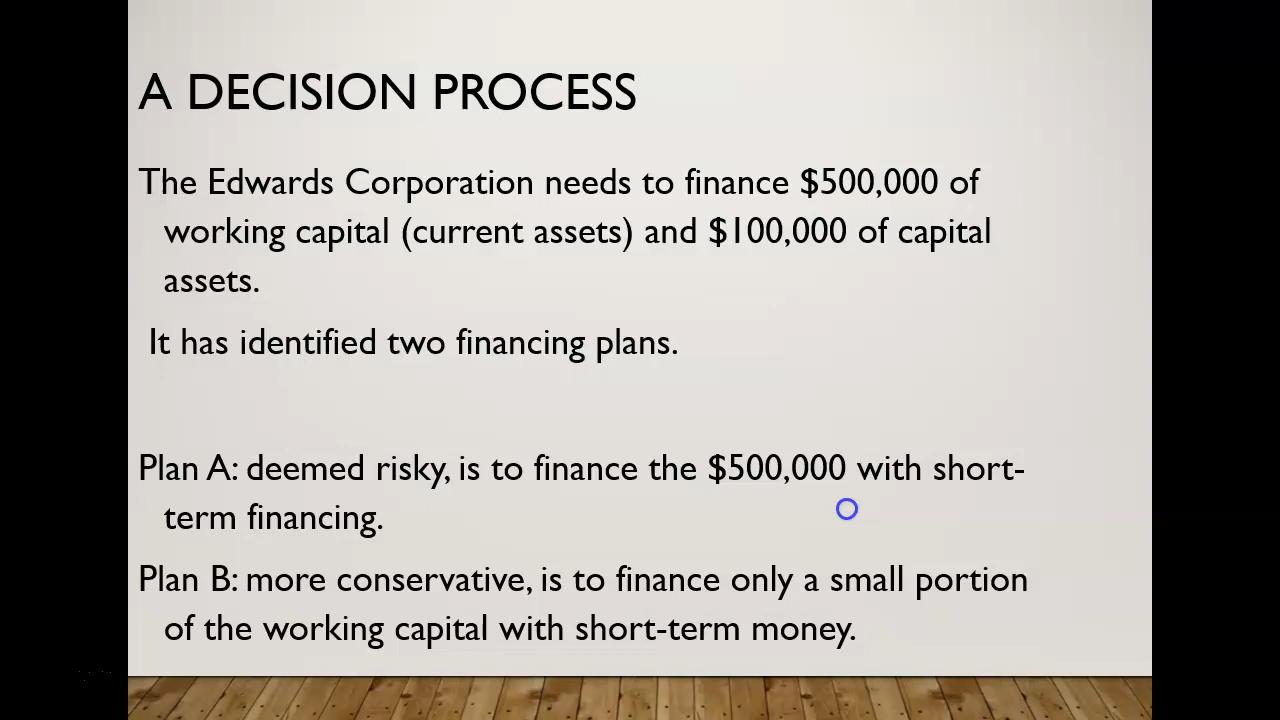 A DECISION PROCESS
The Edwards Corporation needs to finance $500,000 of
working capital (current assets) and $100,000 of capital
assets.
It has identified two financing plans.
Plan A: deemed risky, is to finance the $500,000 with short-
term financing.
Plan B: more conservative, is to finance only a small portion
of the working capital with short-term money.